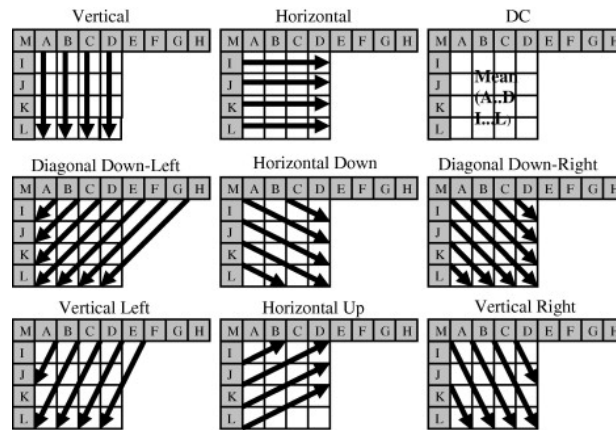 Vertical Horizontal DC
M A B C D E F G H M A B C D E F G H M A B C D E F G H
I I I
J J J Mean
K K K (A..D
L L L I...L)
Diagonal Down-Left Horizontal Down Diagonal Down-Right
M A B C D E F G H M A B C D E F G H M A B C D E F G H
I I I
J J J
K K K
L L L
Vertical Left Horizontal Up Vertical Right
M A B C D E F G H M A B C D E F G H M A B C D E F G H
I I I
J J J
K K K
L L L